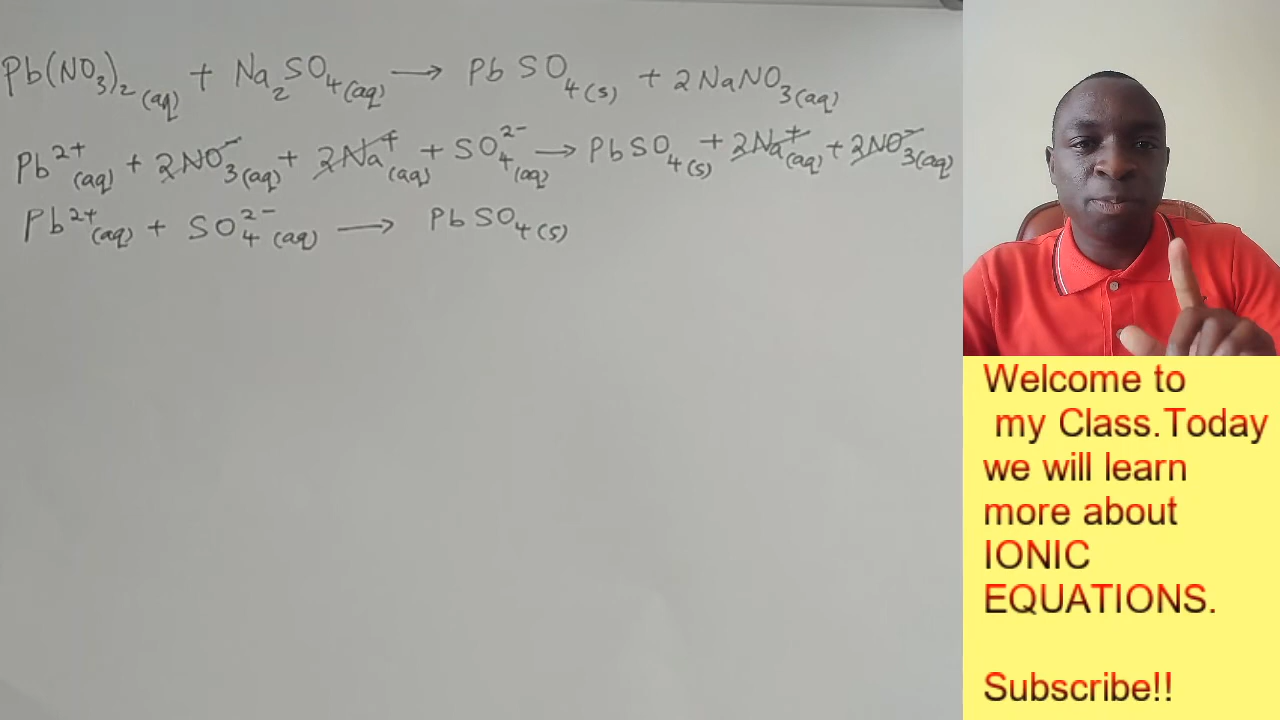 Pb(NO₃)₂(aq) + Na₂SO₄(aq) → PbSO₄(s) + 2NaNO₃(aq)
Pb²⁺(aq) + 2NO₃⁻(aq) + 2Na⁺(aq) + SO₄²⁻(aq) → PbSO₄(s) + 2Na⁺(aq) + 2NO₃⁻(aq)
Pb²⁺(aq) + SO₄²⁻(aq) → PbSO₄(s)
Welcome to
my Class.Today
we will learn
more about
IONIC
EQUATIONS.
Subscribe!!